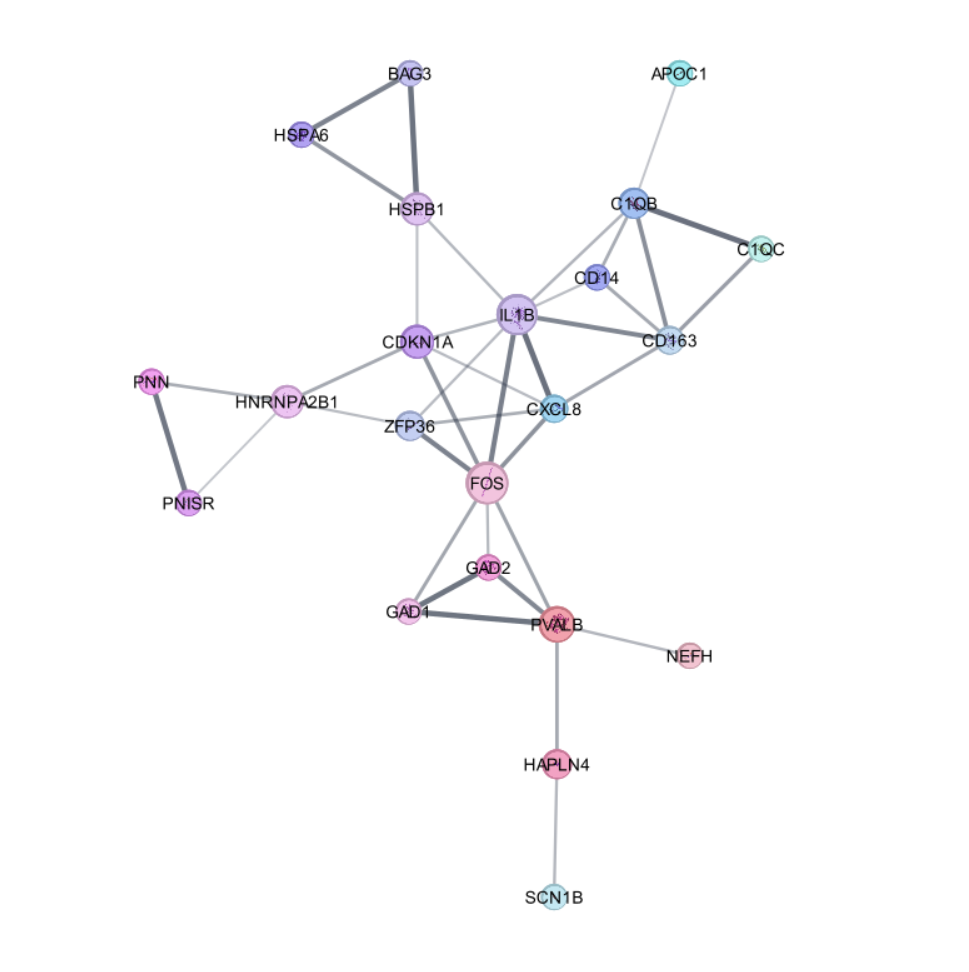 BAG3
APOC1
HSPA6
C1QB
HSPB1
C1QC
CD14
IL1B
CDKN1A
CD163
PNN
HNRNPA2B1
CXCL8
ZFP36
FOS
PNISR
GAD2
GAD1
PVALB
NEFH
HAPLN4
SCN1B